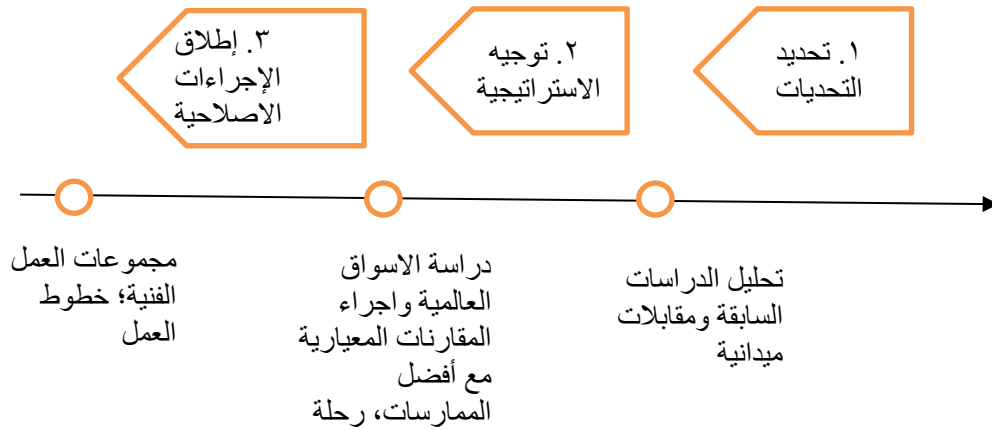 ١. تحديد
التحديات
٢. توجيه
الاستراتيجية
٣. إطلاق
الإجراءات
الاصلاحية
تحليل الدراسات
السابقة ومقابلات
ميدانية
دراسة الاسواق
العالمية واجراء
المقارنات المعيارية
مع أفضل
الممارسات، رحلة
مجموعات العمل
الفنية؛ خطوط
العمل